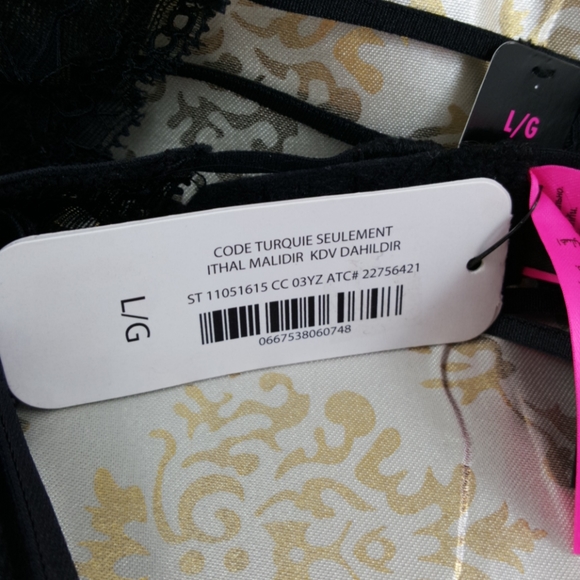 L/G
CODE TURQUIE SEULEMENT
ITHAL MALIDIR KDV DAHILDIR
ST 11051615 CC 03YZ ATC# 22756421
0667538060748
L/G